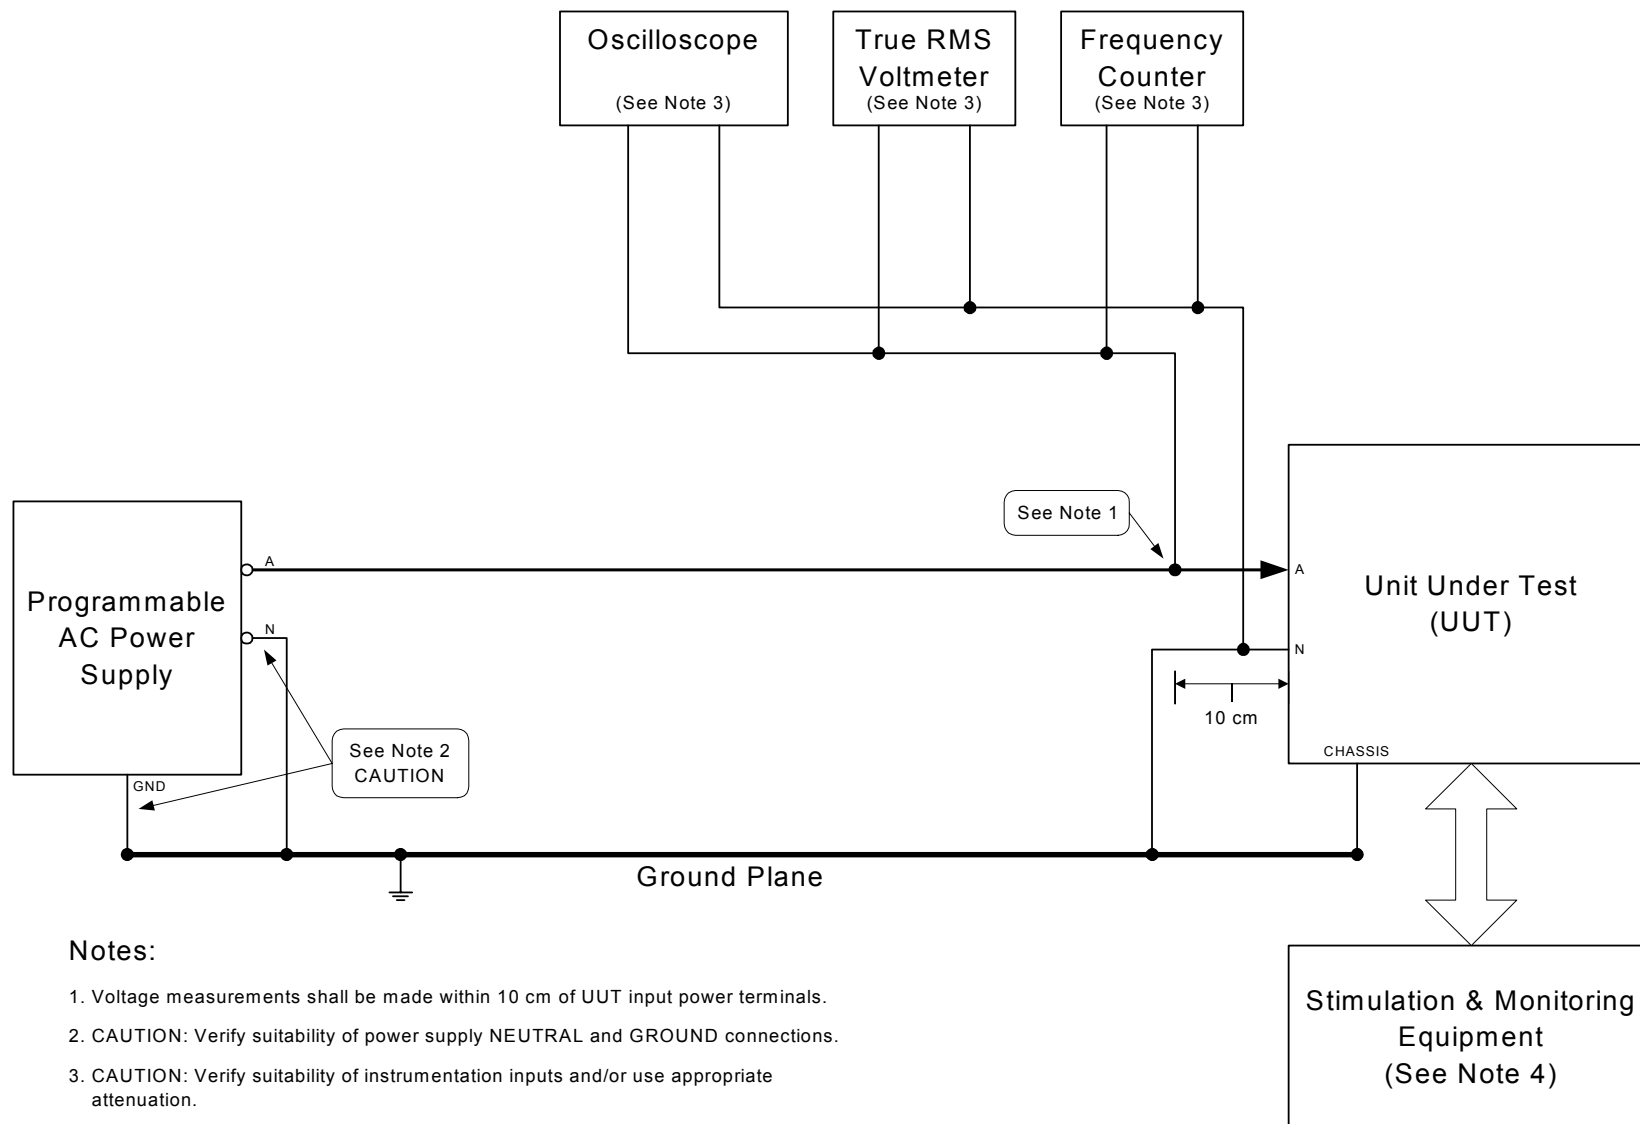 Oscilloscope
(See Note 3)
True RMS
Voltmeter
(See Note 3)
Frequency
Counter
(See Note 3)
See Note 1
Programmable
AC Power
Supply
A
N
GND
See Note 2
CAUTION
A
N
Unit Under Test
(UUT)
10 cm
CHASSIS
Ground Plane
Stimulation & Monitoring
Equipment
(See Note 4)
Notes:
1. Voltage measurements shall be made within 10 cm of UUT input power terminals.
2. CAUTION: Verify suitability of power supply NEUTRAL and GROUND connections.
3. CAUTION: Verify suitability of instrumentation inputs and/or use appropriate
attenuation.